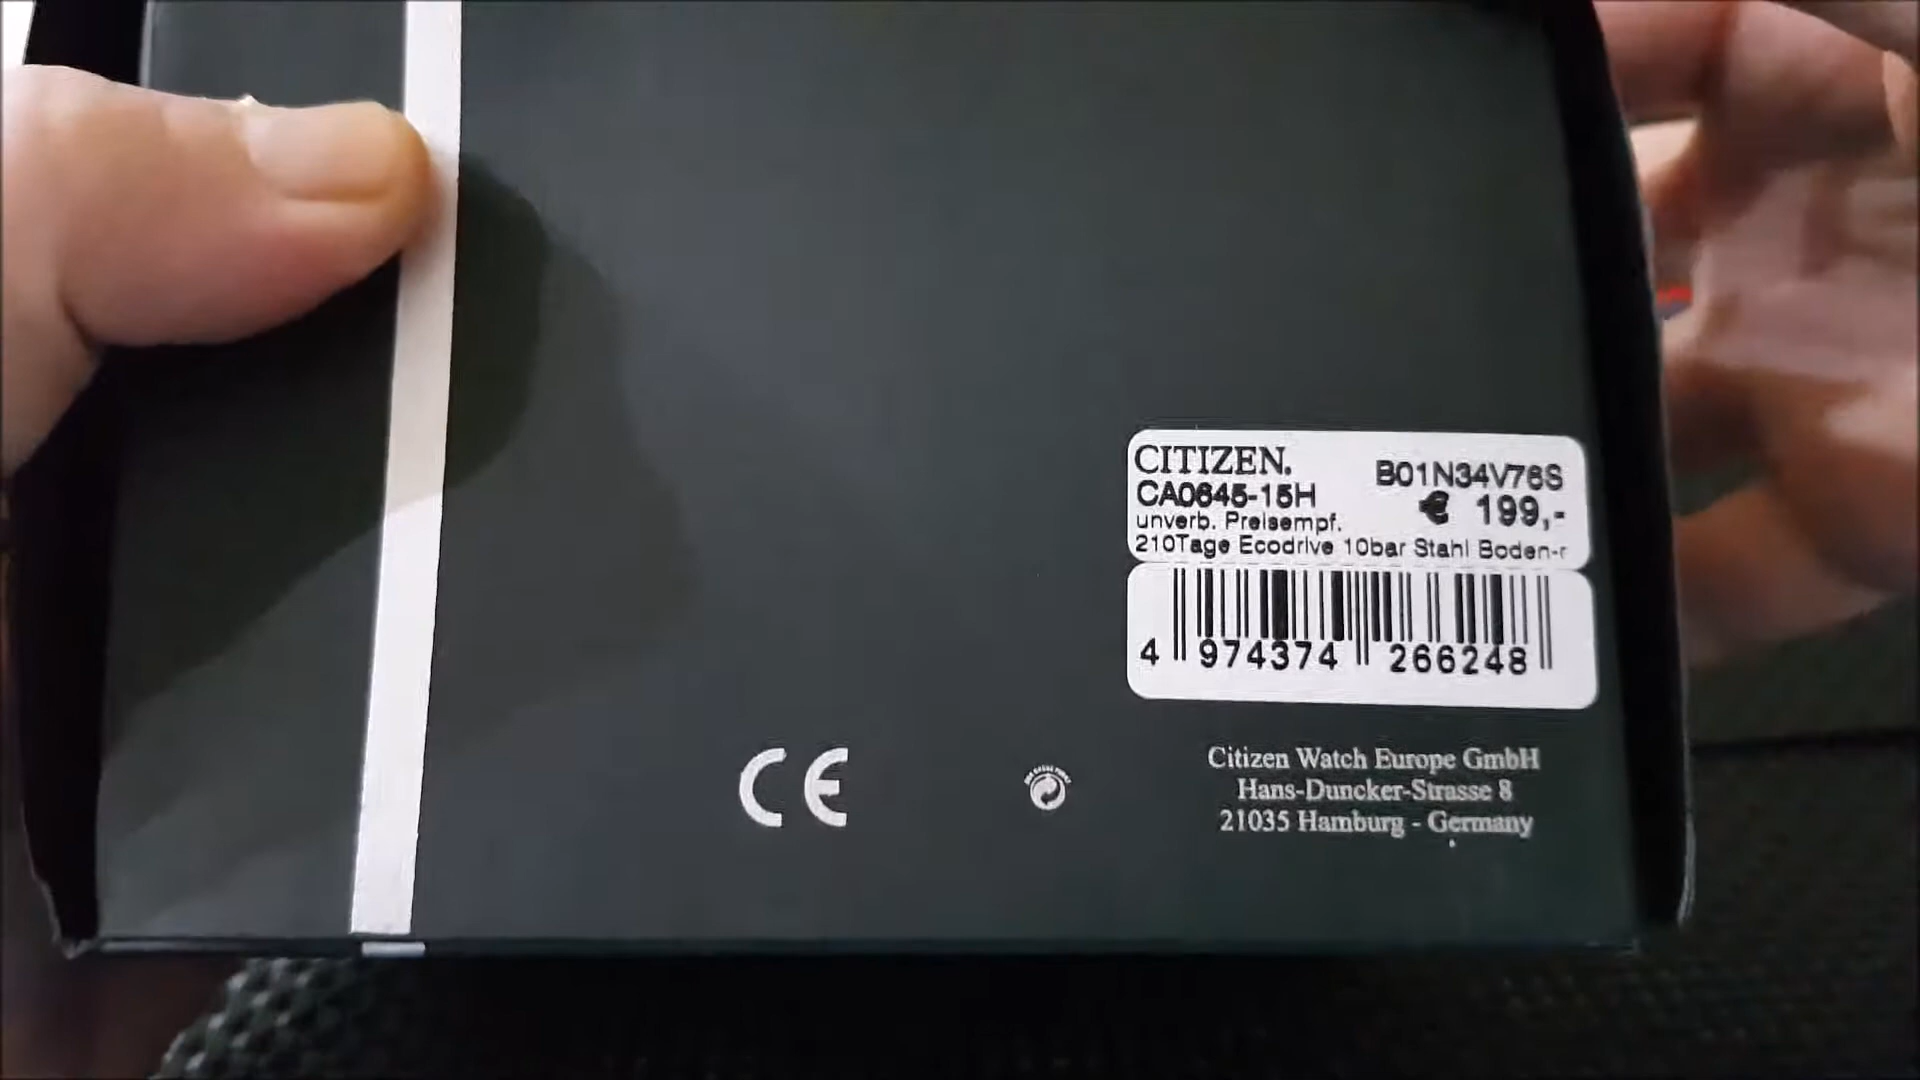 CITIZEN.
B01N34V76S
CA0645-15H
€ 199,-
unverb. Preisempf.
210Tage Ecodrive 10bar Stahl Boden-r
4 974374 266248
CE
Citizen Watch Europe GmbH
Hans-Duncker-Strasse 8
21035 Hamburg - Germany